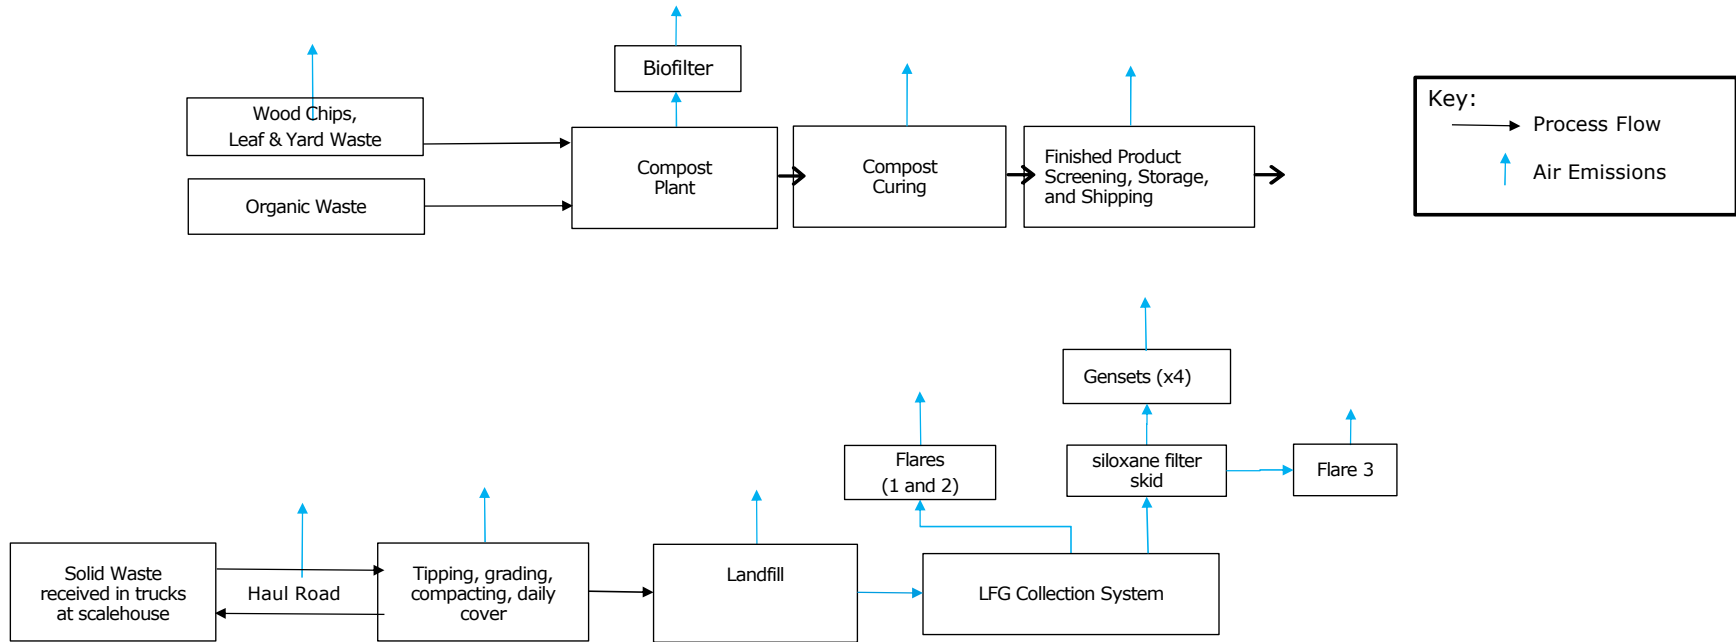 Biofilter
Wood Chips,
Leaf & Yard Waste
Organic Waste
Compost
Plant
Compost
Curing
Finished Product
Screening, Storage,
and Shipping
Key:
Process Flow
Air Emissions
Gensets (x4)
Flares
(1 and 2)
siloxane filter
skid
Flare 3
Solid Waste
received in trucks
at scalehouse
Haul Road
Tipping, grading,
compacting, daily
cover
Landfill
LFG Collection System